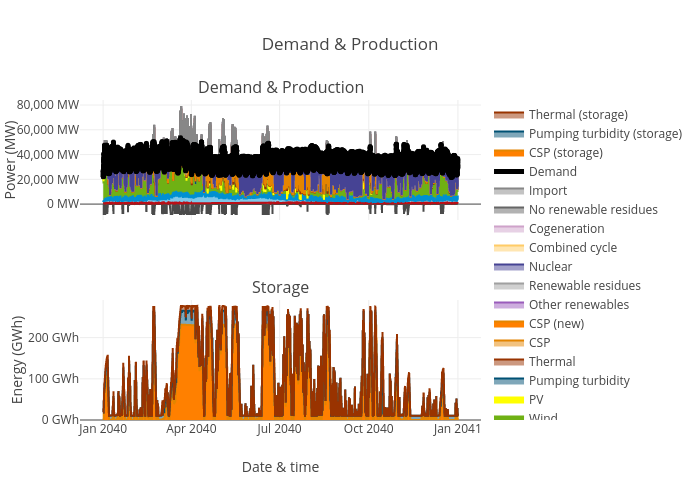 Demand & Production
Demand & Production
80,000 MW
60,000 MW
40,000 MW
20,000 MW
0 MW
Power (MW)
Storage
200 GWh
100 GWh
0 GWh
Energy (GWh)
Jan 2040
Apr 2040
Jul 2040
Oct 2040
Jan 2041
Date & time
Thermal (storage)
Pumping turbidity (storage)
CSP (storage)
Demand
Import
No renewable residues
Cogeneration
Combined cycle
Nuclear
Renewable residues
Other renewables
CSP (new)
CSP
Thermal
Pumping turbidity
PV
Wind